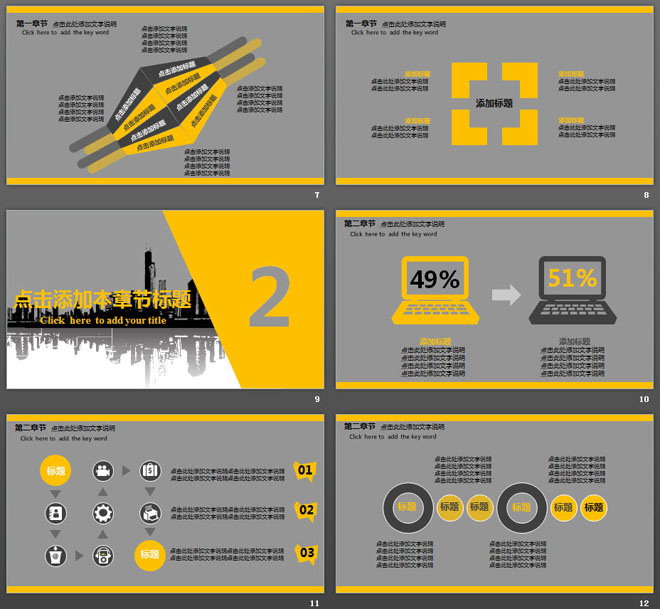 第一章节 点击此处添加文字说明
Click here to add the key word
点击添加文字说明
点击添加文字说明
点击添加文字说明
点击添加文字说明
点击添加文字说明
点击添加文字说明
点击添加文字说明
点击添加文字说明
点击添加标题
点击添加标题
点击添加标题
点击添加标题
点击添加标题
点击添加标题
点击添加标题
点击添加文字说明
点击添加文字说明
点击添加文字说明
点击添加文字说明
点击添加文字说明
点击添加文字说明
点击添加文字说明
点击添加文字说明
7
第一章节 点击此处添加文字说明
Click here to add the key word
添加标题
点击此处添加文字说明
点击此处添加文字说明
添加标题
点击此处添加文字说明
点击此处添加文字说明
添加标题
添加标题
点击此处添加文字说明
点击此处添加文字说明
添加标题
点击此处添加文字说明
点击此处添加文字说明
8
点击添加本章节标题
Click here to add your title
2
9
第二章节 点击此处添加文字说明
Click here to add the key word
49%
51%
添加标题
点击此处添加文字说明
点击此处添加文字说明
点击此处添加文字说明
点击此处添加文字说明
添加标题
点击此处添加文字说明
点击此处添加文字说明
点击此处添加文字说明
点击此处添加文字说明
10
第二章节 点击此处添加文字说明
Click here to add the key word
标题
点击此处添加文字说明点击此处添加文字说明
点击此处添加文字说明点击此处添加文字说明
01
点击此处添加文字说明点击此处添加文字说明
点击此处添加文字说明点击此处添加文字说明
02
标题
点击此处添加文字说明点击此处添加文字说明
点击此处添加文字说明点击此处添加文字说明
03
11
第二章节 点击此处添加文字说明
Click here to add the key word
点击此处添加文字说明
点击此处添加文字说明
点击此处添加文字说明
点击此处添加文字说明
点击此处添加文字说明
点击此处添加文字说明
点击此处添加文字说明
点击此处添加文字说明
标题
标题
标题
标题
标题
标题
点击此处添加文字说明
点击此处添加文字说明
点击此处添加文字说明
点击此处添加文字说明
点击此处添加文字说明
点击此处添加文字说明
点击此处添加文字说明
点击此处添加文字说明
12